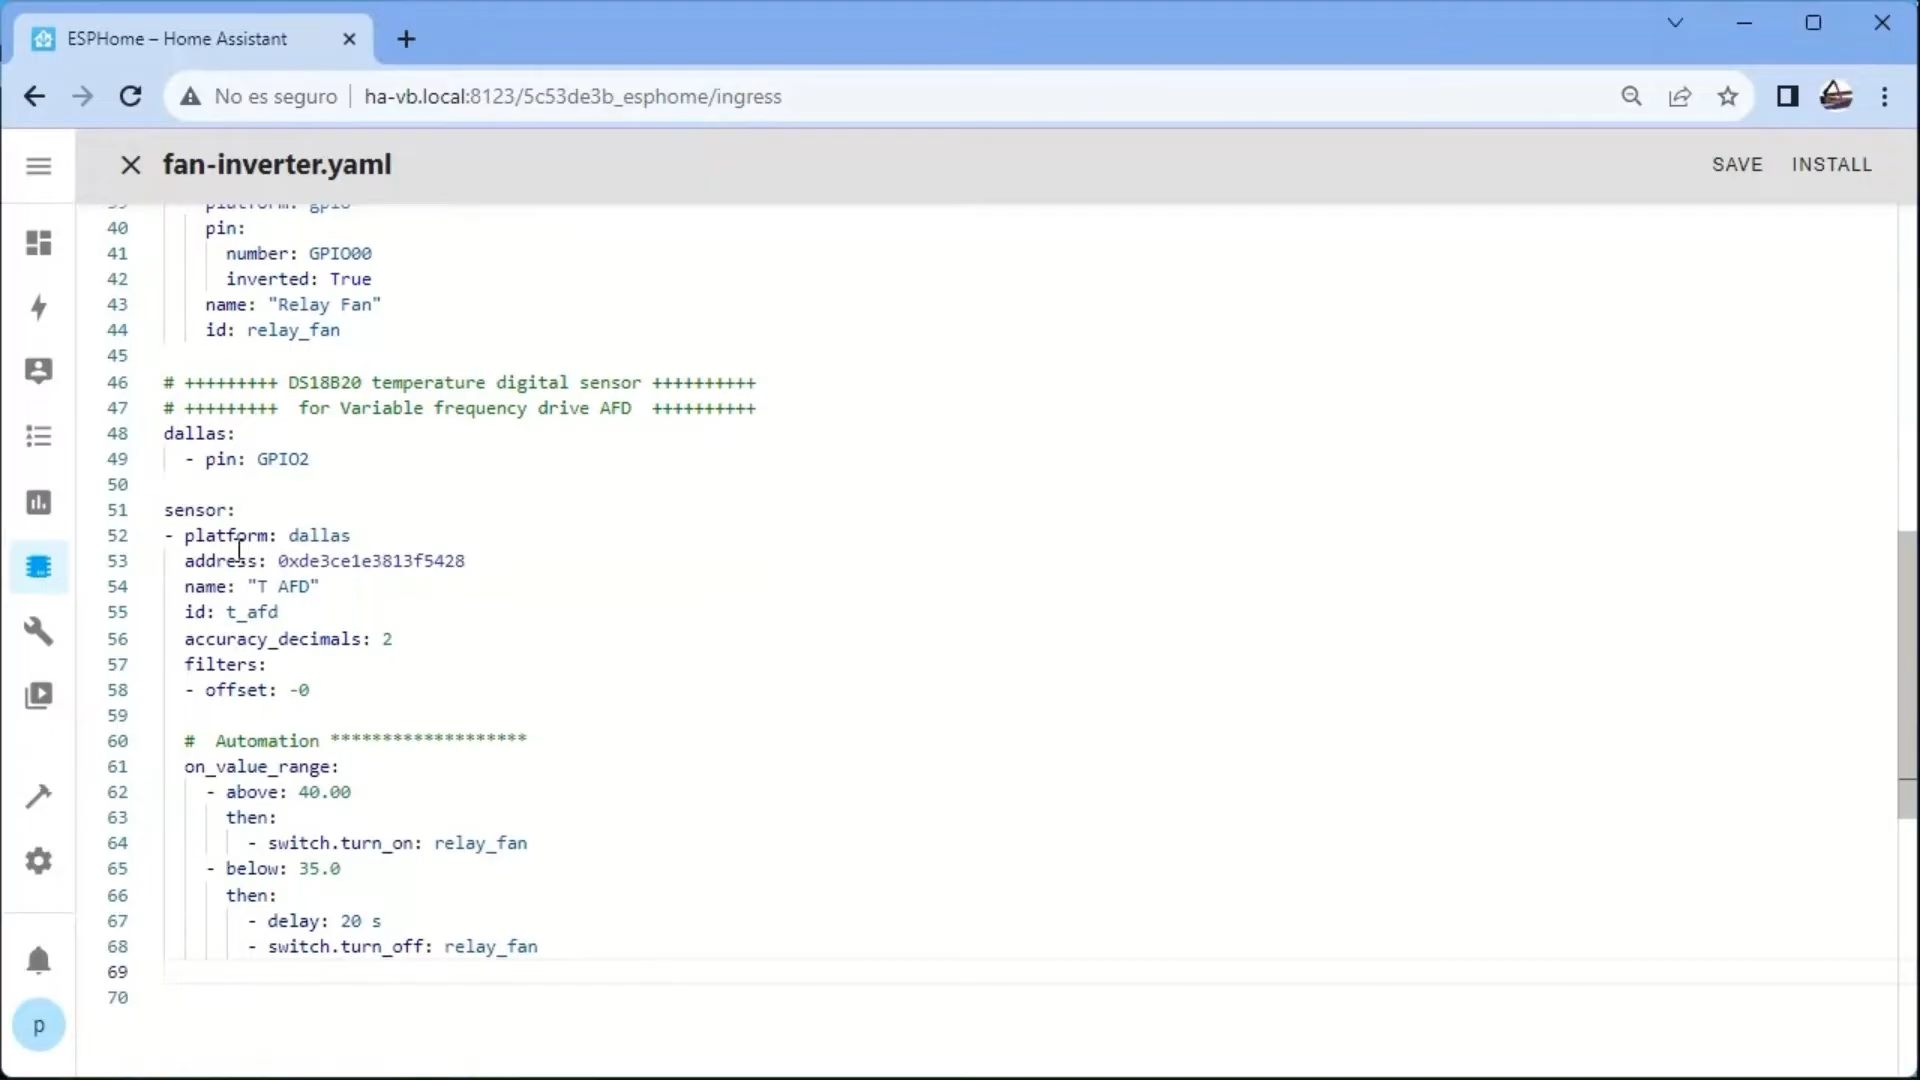 ESPHome – Home Assistant
No es seguro
ha-vb.local:8123/5c53de3b_esphome/ingress
fan-inverter.yaml
SAVE
INSTALL
39 platform: gpio
40 pin:
41 number: GPIO00
42 inverted: True
43 name: "Relay Fan"
44 id: relay_fan
45
46 # +++++++++ DS18B20 temperature digital sensor ++++++++++
47 # +++++++++  for Variable frequency drive AFD  ++++++++++
48 dallas:
49 - pin: GPIO2
50
51 sensor:
52 - platform: dallas
53 address: 0xde3ce1e3813f5428
54 name: "T AFD"
55 id: t_afd
56 accuracy_decimals: 2
57 filters:
58 - offset: -0
59
60 #  Automation *******************
61 on_value_range:
62 - above: 40.00
63 then:
64 - switch.turn_on: relay_fan
65 - below: 35.0
66 then:
67 - delay: 20 s
68 - switch.turn_off: relay_fan
69
70
p